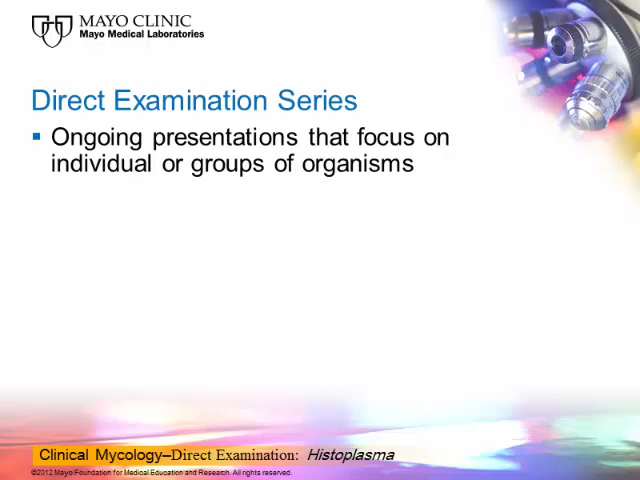 MAYO CLINIC
Mayo Medical Laboratories
Direct Examination Series
Ongoing presentations that focus on
individual or groups of organisms
Clinical Mycology–Direct Examination: Histoplasma
©2012 Mayo Foundation for Medical Education and Research. All rights reserved.